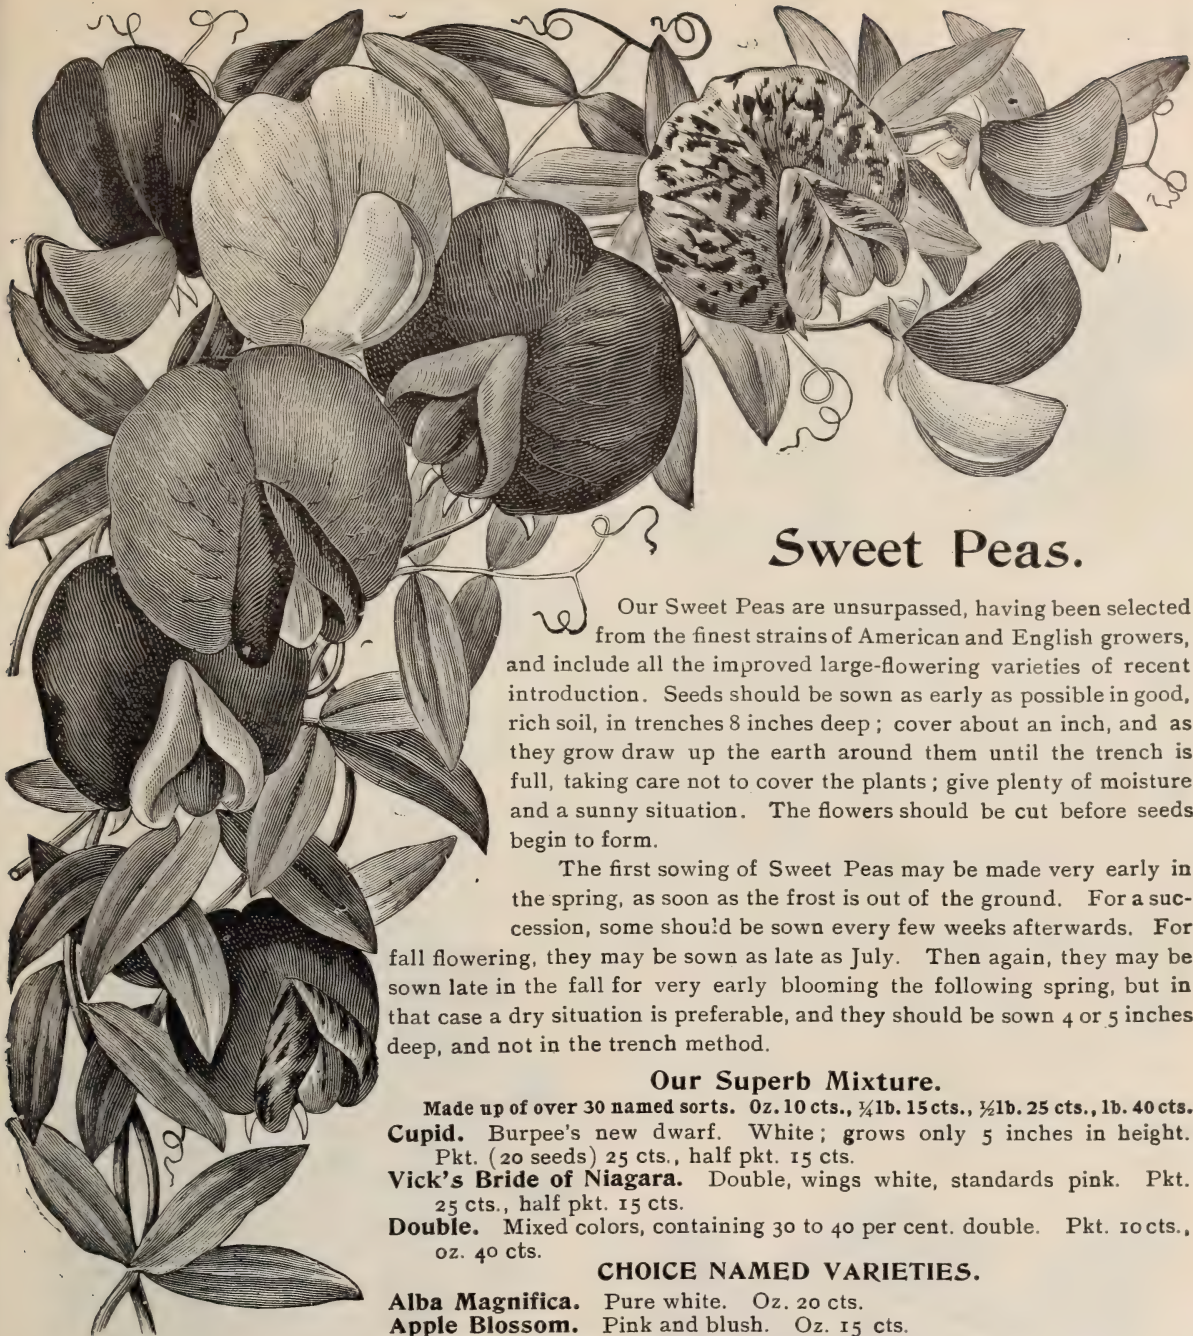 Sweet Peas.
Our Sweet Peas are unsurpassed, having been selected
from the finest strains of American and English growers,
and include all the improved large-flowering varieties of recent
introduction. Seeds should be sown as early as possible in good,
rich soil, in trenches 8 inches deep; cover about an inch, and as
they grow draw up the earth around them until the trench is
full, taking care not to cover the plants; give plenty of moisture
and a sunny situation. The flowers should be cut before seeds
begin to form.
The first sowing of Sweet Peas may be made very early in
the spring, as soon as the frost is out of the ground. For a suc-
cession, some should be sown every few weeks afterwards. For
fall flowering, they may be sown as late as July. Then again, they may be
sown late in the fall for very early blooming the following spring, but in
that case a dry situation is preferable, and they should be sown 4 or 5 inches
deep, and not in the trench method.
Our Superb Mixture.
Made up of over 30 named sorts. Oz. 10 cts., ¼lb. 15 cts., ½lb. 25 cts., lb. 40 cts.
Cupid. Burpee's new dwarf. White; grows only 5 inches in height.
Pkt. (20 seeds) 25 cts., half pkt. 15 cts.
Vick's Bride of Niagara. Double, wings white, standards pink. Pkt.
25 cts., half pkt. 15 cts.
Double. Mixed colors, containing 30 to 40 per cent. double. Pkt. 10 cts.,
oz. 40 cts.
CHOICE NAMED VARIETIES.
Alba Magnifica. Pure white. Oz. 20 cts.
Apple Blossom. Pink and blush. Oz. 15 cts.